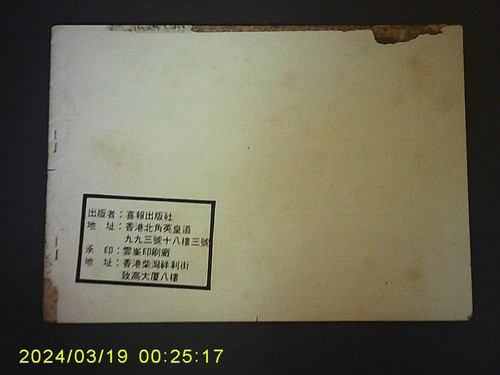 出版者：喜報出版社
地　址：香港北角英皇道
九九三號十八樓三號
承　印：雲峯印刷廠
地　址：香港柴灣祥利街
致高大厦八樓
2024/03/19 00:25:17